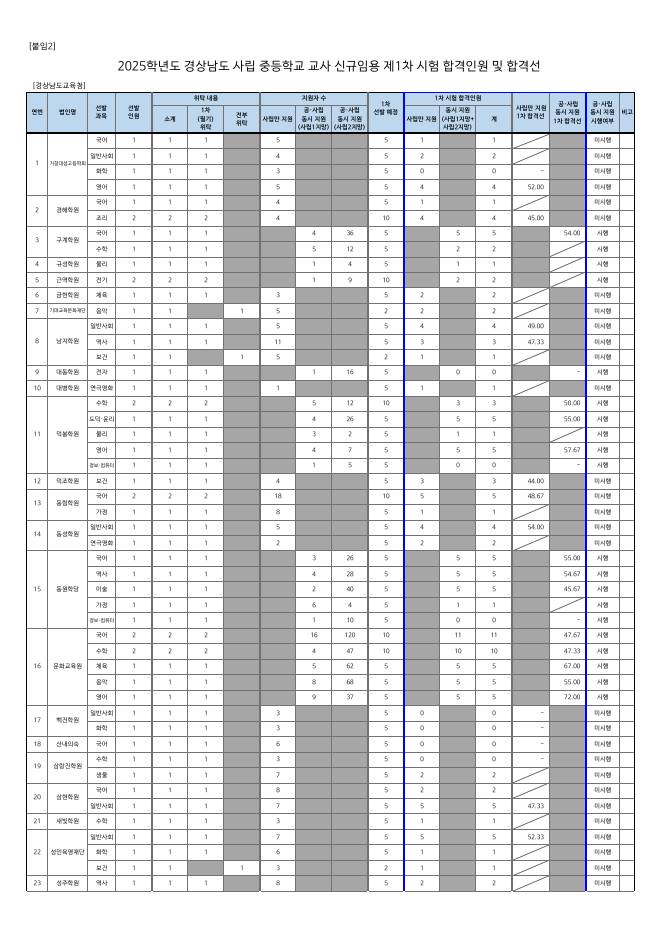 [붙임2]
2025학년도 경상남도 사립 중등학교 교사 신규임용 제1차 시험 합격인원 및 합격선
[경상남도교육청]
연번 법인명 선발 과목 선발 인원 위탁 내용 지원자 수 1차 선발 예정 1차 시험 합격인원 사립만 지원 1차 합격선 공·사립 동시 지원 1차 합격선 공·사립 동시 지원 시행여부 비고
소계 1차 (필기) 위탁 전부 위탁 사립만 지원 공·사립 동시 지원 (사립1지망) 공·사립 동시 지원 (사립2지망) 사립만 지원 동시 지원 (사립1지망+ 사립2지망) 계
1 거창대성고등학회 국어 1 1 1 5 5 1 1 미시행
일반사회 1 1 1 4 5 2 2 미시행
화학 1 1 1 3 5 0 0 - 미시행
영어 1 1 1 5 5 4 4 52.00 미시행
2 경해학원 국어 1 1 1 4 5 1 1 미시행
조리 2 2 2 4 10 4 4 45.00 미시행
3 구계학원 국어 1 1 1 4 36 5 5 5 54.00 시행
수학 1 1 1 5 12 5 2 2 시행
4 규성학원 물리 1 1 1 1 4 5 1 1 시행
5 근역학원 전기 2 2 2 1 9 10 2 2 시행
6 금헌학원 체육 1 1 1 3 5 2 2 미시행
7 기마교육문화재단 음악 1 1 1 5 2 2 2 미시행
8 남지학원 일반사회 1 1 1 5 5 4 4 49.00 미시행
역사 1 1 1 11 5 3 3 47.33 미시행
보건 1 1 1 5 2 1 1 미시행
9 대동학원 전자 1 1 1 1 16 5 0 0 - 시행
10 대병학원 연극영화 1 1 1 1 5 1 1 미시행
11 덕봉학원 수학 2 2 2 5 12 10 3 3 50.00 시행
도덕·윤리 1 1 1 4 26 5 5 5 55.00 시행
물리 1 1 1 3 2 5 1 1 시행
영어 1 1 1 4 7 5 5 5 57.67 시행
정보·컴퓨터 1 1 1 1 5 5 0 0 - 시행
12 덕조학원 보건 1 1 1 4 5 3 3 44.00 미시행
13 동림학원 국어 2 2 2 18 10 5 5 48.67 미시행
가정 1 1 1 8 5 1 1 미시행
14 동성학원 일반사회 1 1 1 5 5 4 4 54.00 미시행
연극영화 1 1 1 2 5 2 2 미시행
15 동원학당 국어 1 1 1 3 26 5 5 5 55.00 시행
역사 1 1 1 4 28 5 5 5 54.67 시행
미술 1 1 1 2 40 5 5 5 45.67 시행
가정 1 1 1 6 4 5 1 1 시행
정보·컴퓨터 1 1 1 1 10 5 0 0 - 시행
16 문화교육원 국어 2 2 2 16 120 10 11 11 47.67 시행
수학 2 2 2 4 47 10 10 10 47.33 시행
체육 1 1 1 5 62 5 5 5 67.00 시행
음악 1 1 1 8 68 5 5 5 55.00 시행
영어 1 1 1 9 37 5 5 5 72.00 시행
17 백건학원 일반사회 1 1 1 3 5 0 0 - 미시행
화학 1 1 1 3 5 0 0 - 미시행
18 산내의숙 국어 1 1 1 6 5 0 0 - 미시행
19 삼랑진학원 수학 1 1 1 3 5 0 0 - 미시행
생물 1 1 1 7 5 2 2 미시행
20 삼현학원 국어 1 1 1 8 5 2 2 미시행
일반사회 1 1 1 7 5 5 5 47.33 미시행
21 새빛학원 수학 1 1 1 3 5 1 1 미시행
22 성민육영재단 일반사회 1 1 1 7 5 5 5 52.33 미시행
화학 1 1 1 6 5 1 1 미시행
보건 1 1 1 3 2 1 1 미시행
23 성주학원 역사 1 1 1 8 5 2 2 미시행